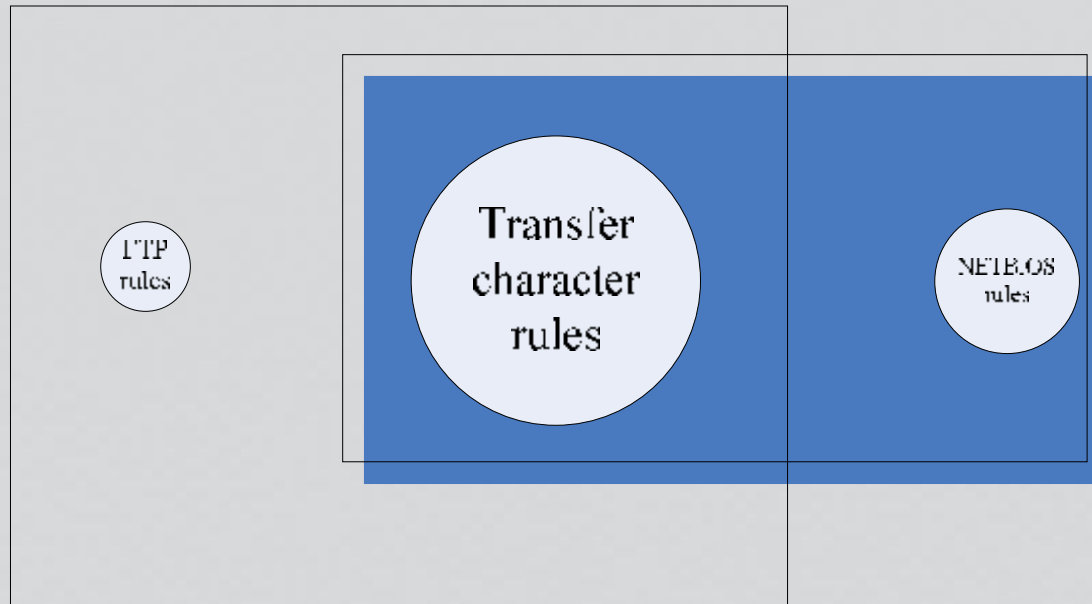 FTP
rules
Transfer
character
rules
NETBIOS
rules